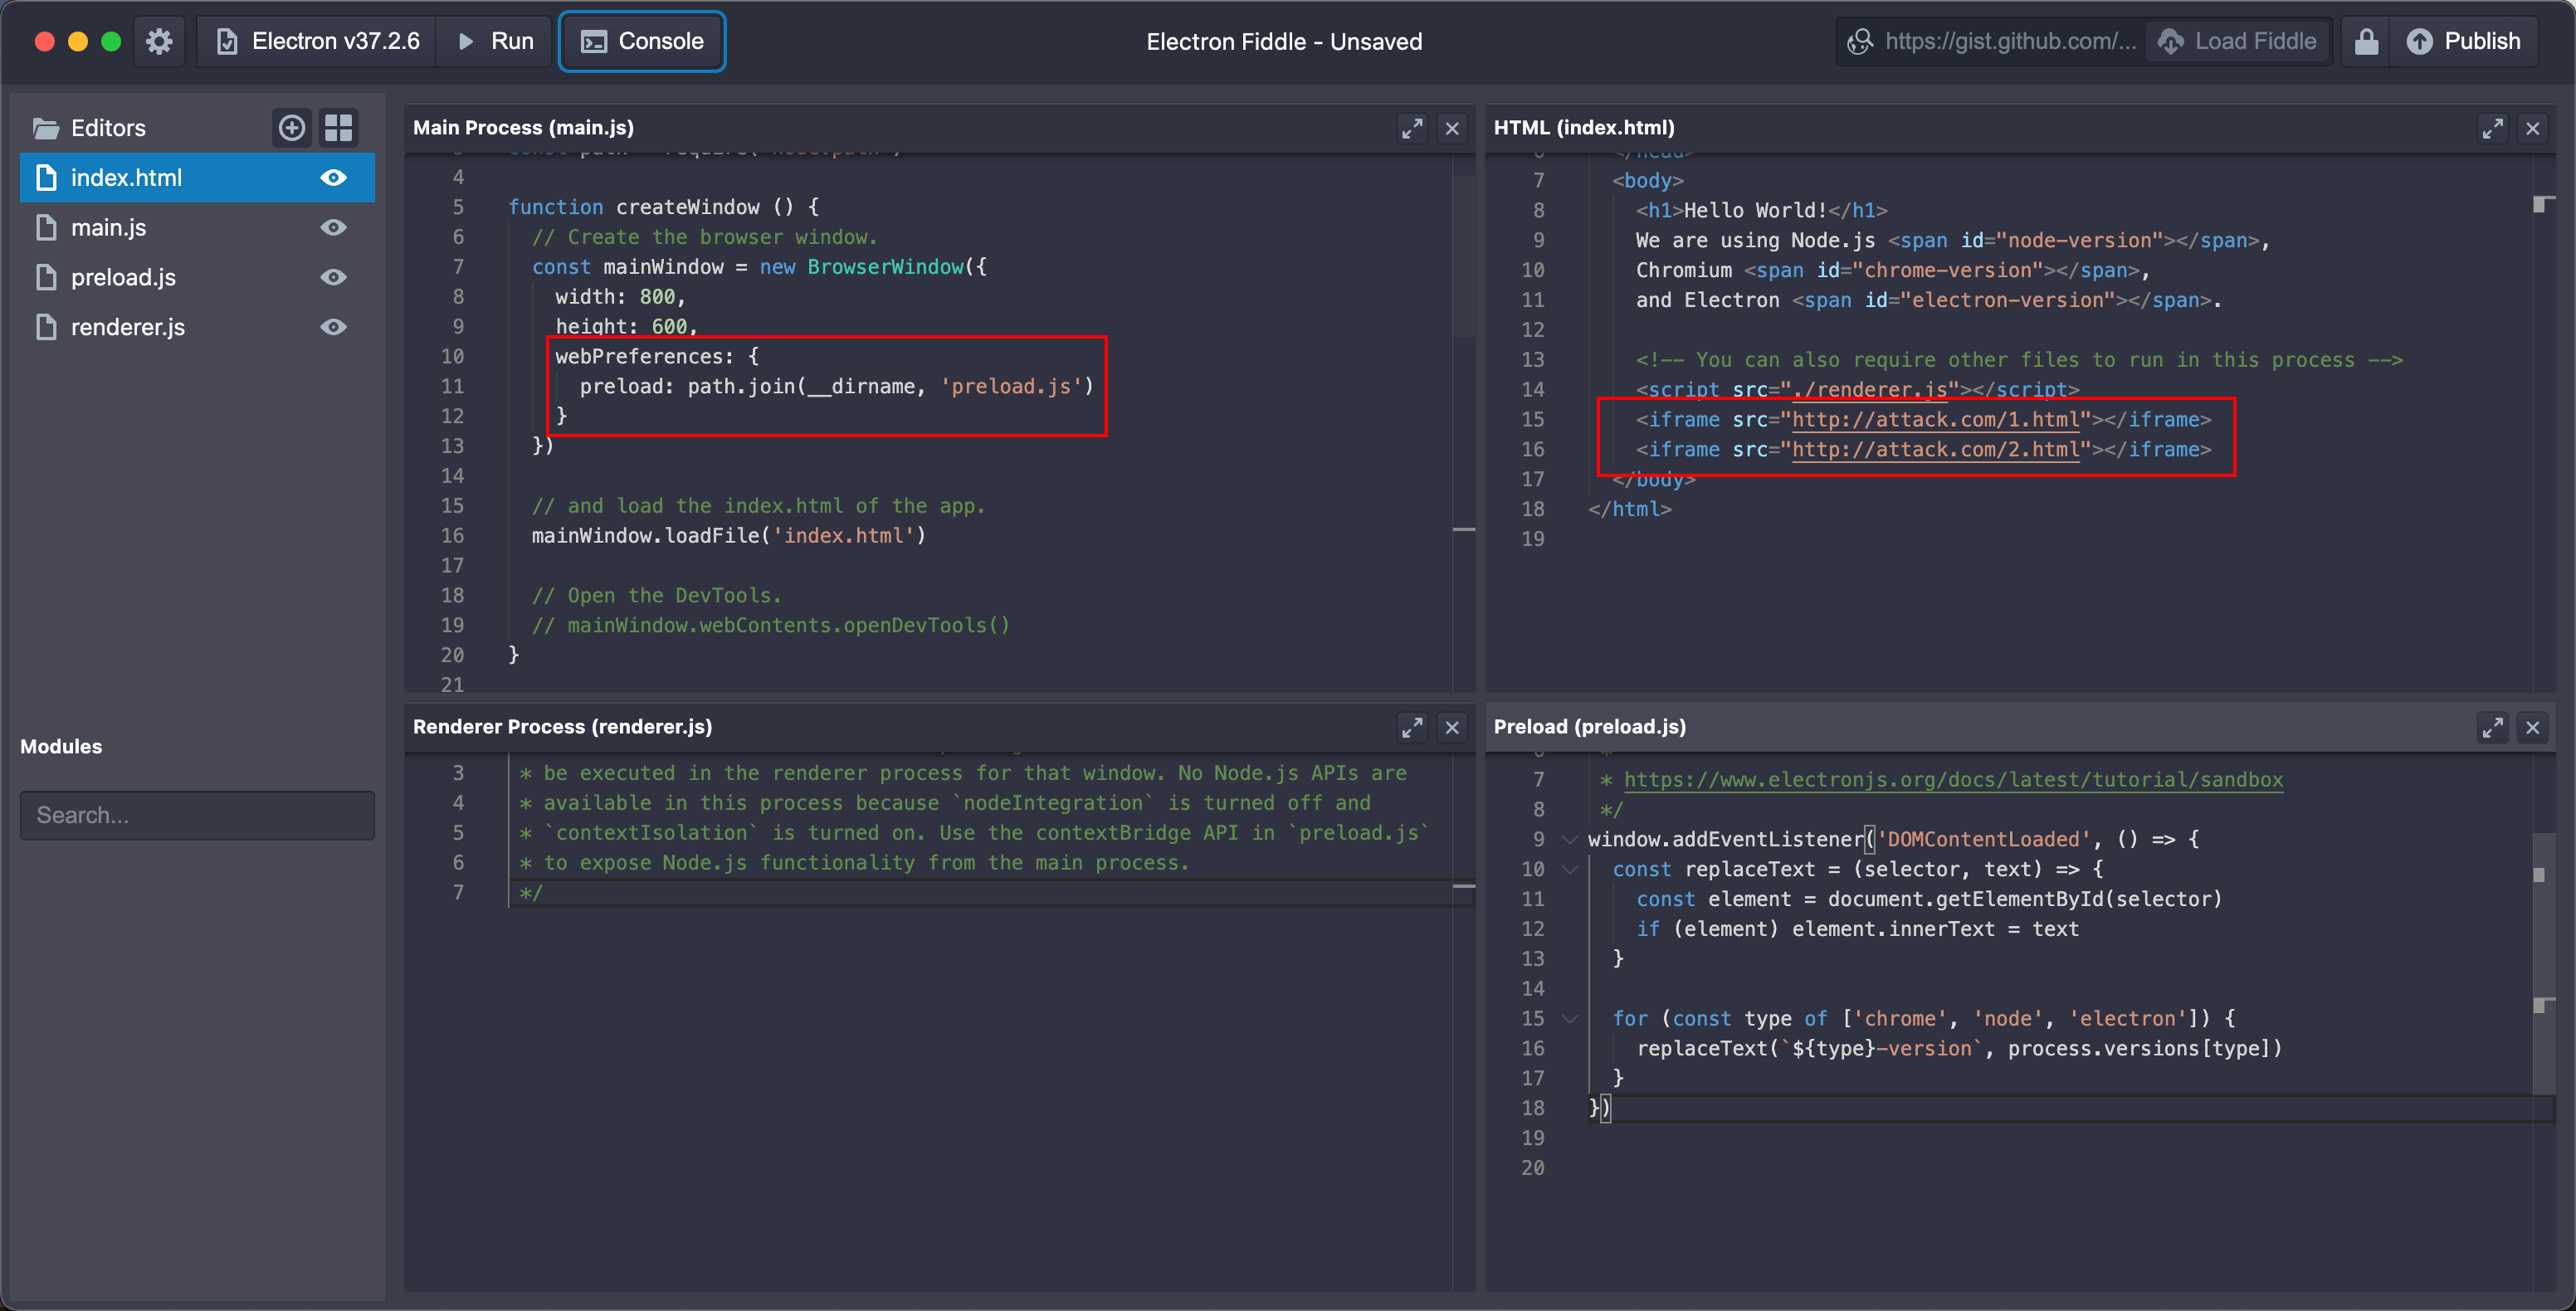 Electron v37.2.6 Run Console Electron Fiddle - Unsaved https://gist.github.com/... Load Fiddle Publish
Editors
index.html
main.js
preload.js
renderer.js
Modules
Search...
Main Process (main.js)
4
5 function createWindow () {
6 // Create the browser window.
7 const mainWindow = new BrowserWindow({
8 width: 800,
9 height: 600,
10 webPreferences: {
11 preload: path.join(__dirname, 'preload.js')
12 }
13 })
14
15 // and load the index.html of the app.
16 mainWindow.loadFile('index.html')
17
18 // Open the DevTools.
19 // mainWindow.webContents.openDevTools()
20 }
21
HTML (index.html)
6 </head>
7 <body>
8 <h1>Hello World!</h1>
9 We are using Node.js <span id="node-version"></span>,
10 Chromium <span id="chrome-version"></span>,
11 and Electron <span id="electron-version"></span>.
12
13 <!-- You can also require other files to run in this process -->
14 <script src="./renderer.js"></script>
15 <iframe src="http://attack.com/1.html"></iframe>
16 <iframe src="http://attack.com/2.html"></iframe>
17 </body>
18 </html>
19
Renderer Process (renderer.js)
3 * be executed in the renderer process for that window. No Node.js APIs are
4 * available in this process because `nodeIntegration` is turned off and
5 * `contextIsolation` is turned on. Use the contextBridge API in `preload.js`
6 * to expose Node.js functionality from the main process.
7 */
Preload (preload.js)
7 * https://www.electronjs.org/docs/latest/tutorial/sandbox
8 */
9 window.addEventListener('DOMContentLoaded', () => {
10 const replaceText = (selector, text) => {
11 const element = document.getElementById(selector)
12 if (element) element.innerText = text
13 }
14
15 for (const type of ['chrome', 'node', 'electron']) {
16 replaceText(`${type}-version`, process.versions[type])
17 }
18 })
19
20